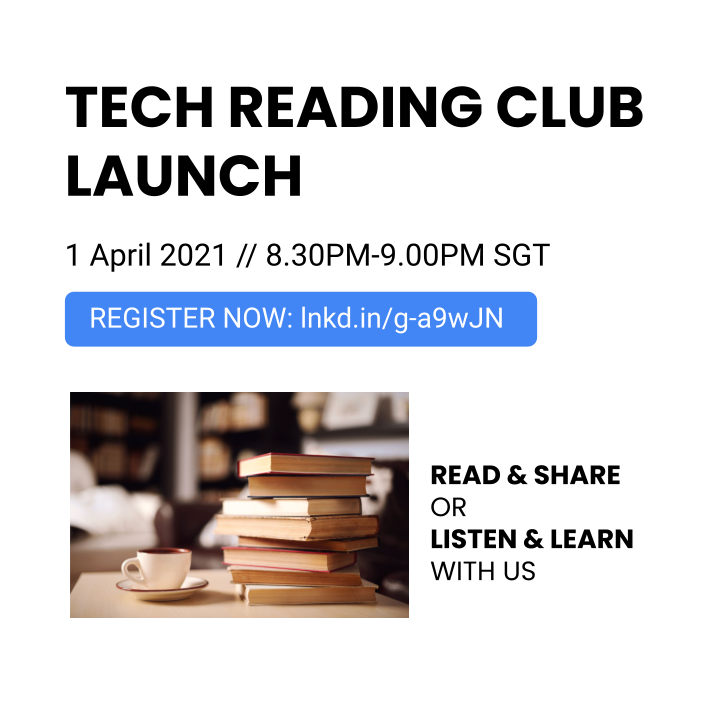 TECH READING CLUB
LAUNCH
1 April 2021 // 8.30PM-9.00PM SGT
REGISTER NOW: lnkd.in/g-a9wJN
READ & SHARE
OR
LISTEN & LEARN
WITH US